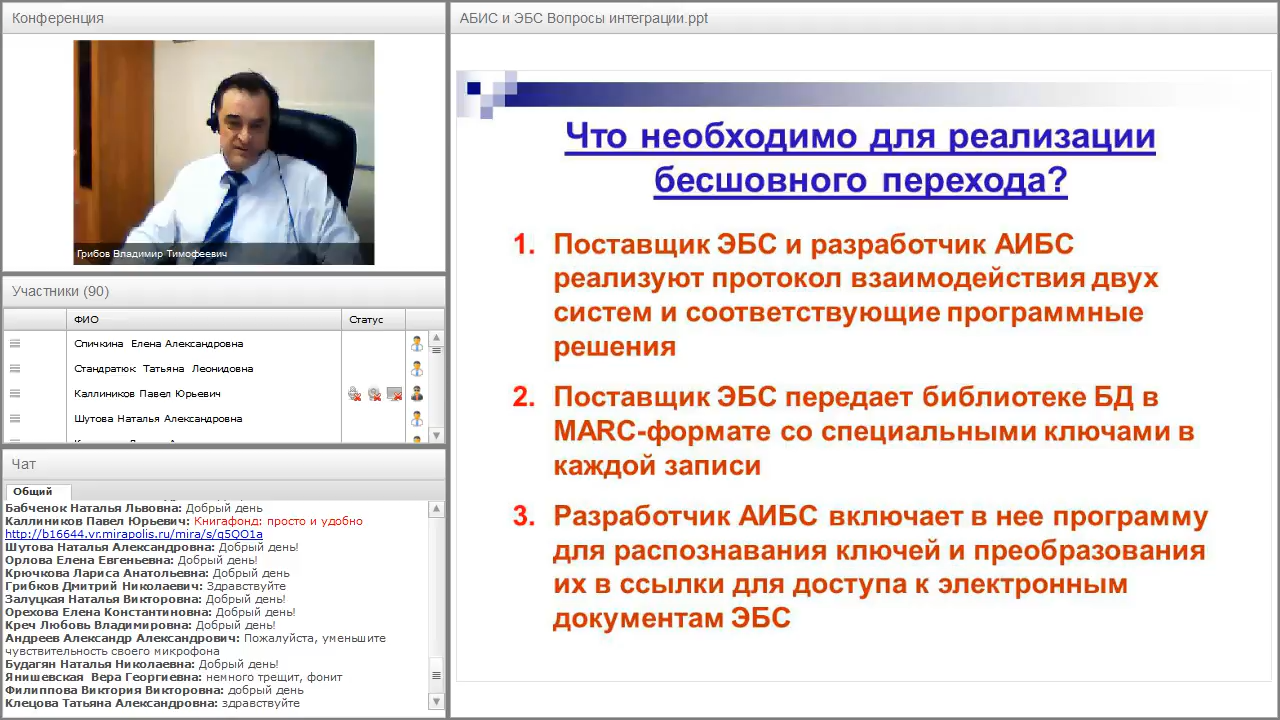 Конференция
Грибов Владимир Тимофеевич
Участники (90)
ФИО Статус
Спичкина Елена Александровна
Стандратюк Татьяна Леонидовна
Каллиников Павел Юрьевич
Шутова Наталья Александровна
Чат
Общий
Бабченок Наталья Львовна: Добрый день
Каллиников Павел Юрьевич: Книгафонд: просто и удобно
http://b16644.vr.mirapolis.ru/mira/s/q5QO1a
Шутова Наталья Александровна: Добрый день!
Орлова Елена Евгеньевна: Добрый день!
Крючкова Лариса Анатольевна: Добрый день
Грибков Дмитрий Николаевич: Здравствуйте
Залуцкая Наталья Викторовна: Добрый день!
Орехова Елена Константиновна: Добрый день!
Креч Любовь Владимировна: Добрый день!
Андреев Александр Александрович: Пожалуйста, уменьшите
чувствительность своего микрофона
Будагян Наталья Николаевна: Добрый день!
Янишевская Вера Георгиевна: немного трещит, фонит
Филиппова Виктория Викторовна: добрый день
Клецова Татьяна Александровна: здравствуйте
АБИС и ЭБС Вопросы интеграции.ppt
Что необходимо для реализации
бесшовного перехода?
1. Поставщик ЭБС и разработчик АИБС
реализуют протокол взаимодействия двух
систем и соответствующие программные
решения
2. Поставщик ЭБС передает библиотеке БД в
MARC-формате со специальными ключами в
каждой записи
3. Разработчик АИБС включает в нее программу
для распознавания ключей и преобразования
их в ссылки для доступа к электронным
документам ЭБС